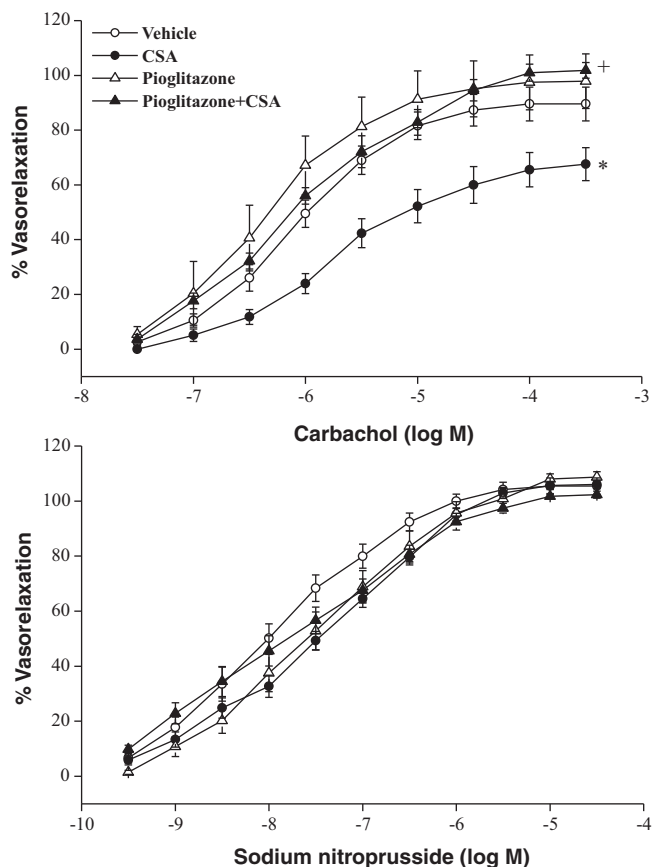 Vehicle
CSA
Pioglitazone
Pioglitazone+CSA
120
100
80
60
40
20
0
% Vasorelaxation
+
*
-8 -7 -6 -5 -4 -3
Carbachol (log M)
120
100
80
60
40
20
0
% Vasorelaxation
-10 -9 -8 -7 -6 -5 -4
Sodium nitroprusside (log M)